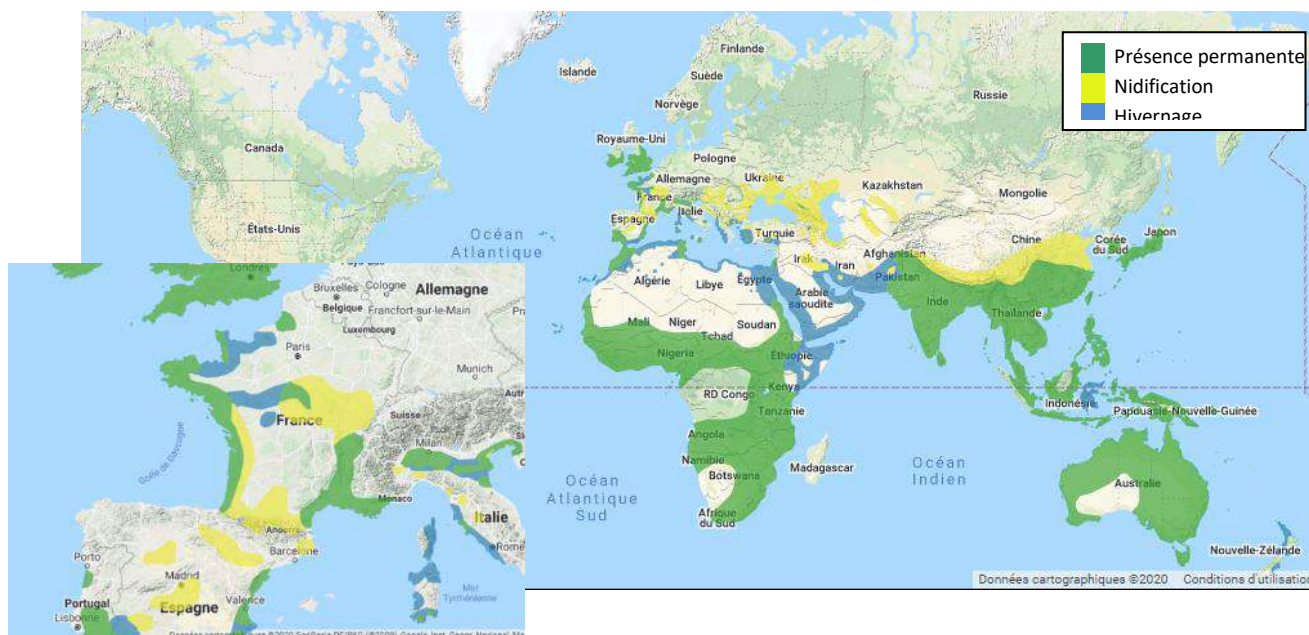 Présence permanente
Nidification
Hivernage
Finlande
Islande
Suède
Norvège
Russie
Royaume-Uni
Canada
Pologne
Allemagne
Ukraine
Kazakhstan
Mongolie
France
Italie
Espagne
États-Unis
Turquie
Océan
Atlantique
Chine
Corée
du Sud
Japon
Afghanistan
Irak
Iran
Pakistan
Algérie
Libye
Égypte
Arabie
saoudite
Inde
Mali
Niger
Tchad
Soudan
Thaïlande
Nigeria
Éthiopie
RD Congo
Kenya
Tanzanie
Indonésie
Papouasie-Nouvelle-Guinée
Angola
Namibie
Botswana
Madagascar
Océan
Indien
Océan
Atlantique
Sud
Australie
Afrique
du Sud
Nouvelle-Zélande
Données cartographiques ©2020 Conditions d'utilisation
Londres
Bruxelles
Cologne
Allemagne
Belgique
Francfort-sur-le-Main
Luxembourg
Paris
Munich
France
Suisse
Milan
Golfe de Gascogne
Monaco
Italie
Andorre
Rome
Barcelone
Porto
Madrid
Mer
Tyrrhénienne
Portugal
Espagne
Valence
Lisbonne